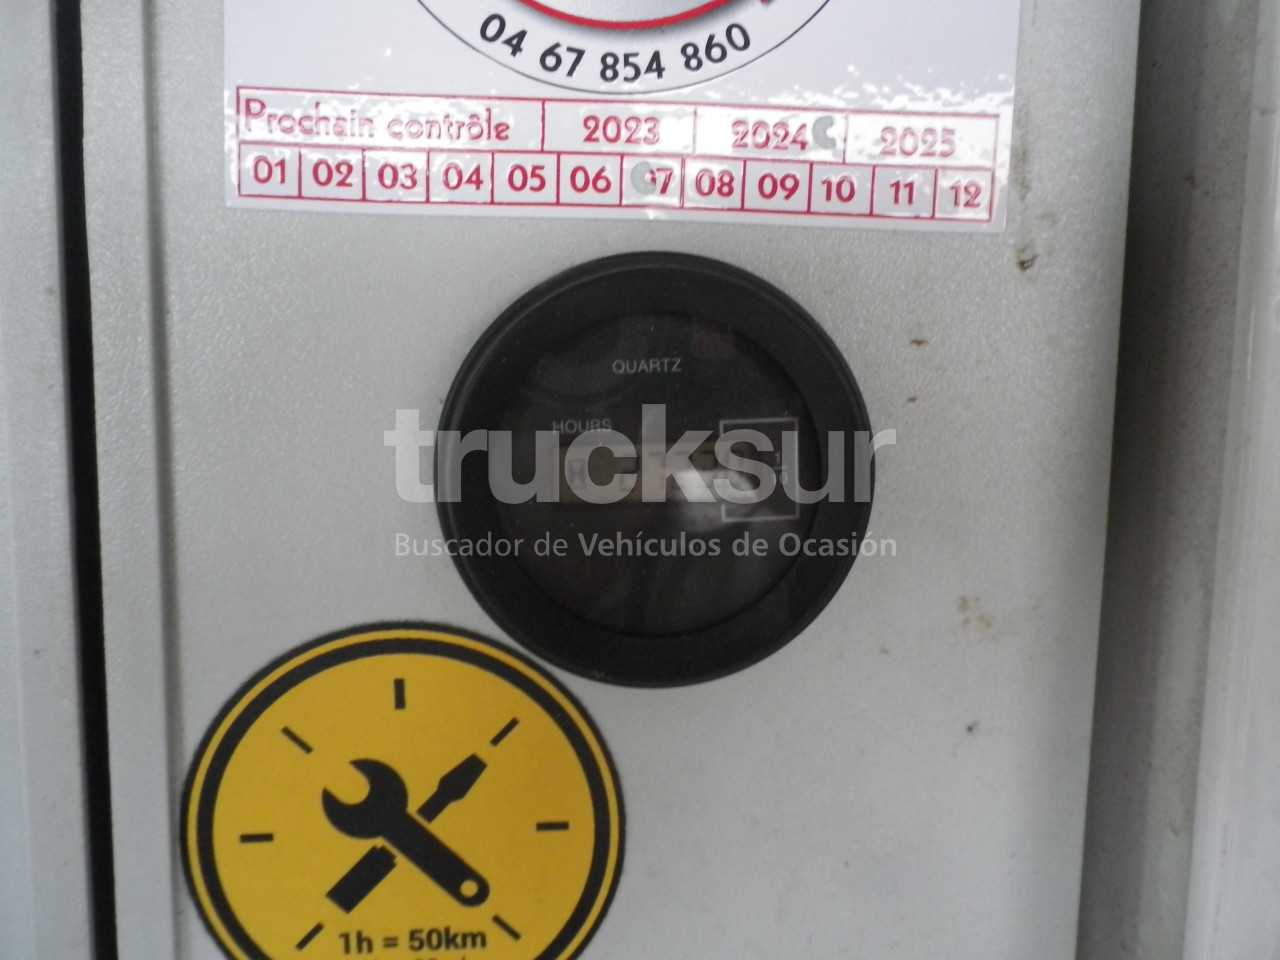 04 67 854 860
Prochain contrôle 2023 2024 2025
01 02 03 04 05 06 07 08 09 10 11 12
QUARTZ
HOURS
trucksur
Buscador de Vehículos de Ocasión
1h = 50km